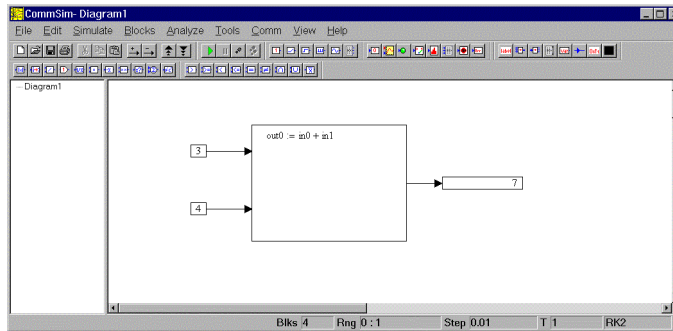 CommSim- Diagram1
File Edit Simulate Blocks Analyze Tools Comm View Help
Diagram1
out0 := in0 + in1
3
7
4
Blks 4 Rng 0 : 1 Step 0.01 T 1 RK2